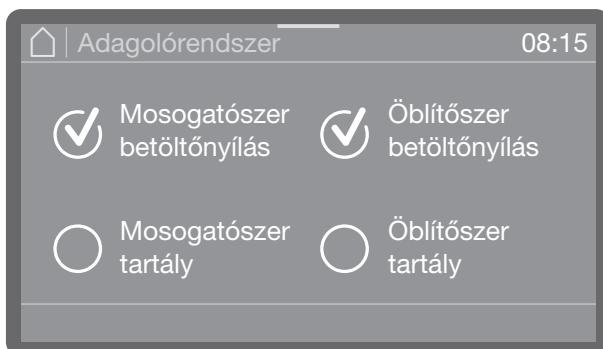 Adagolórendszer 08:15
Mosogatószer
betöltőnyílás
Öblítőszer
betöltőnyílás
Mosogatószer
tartály
Öblítőszer
tartály